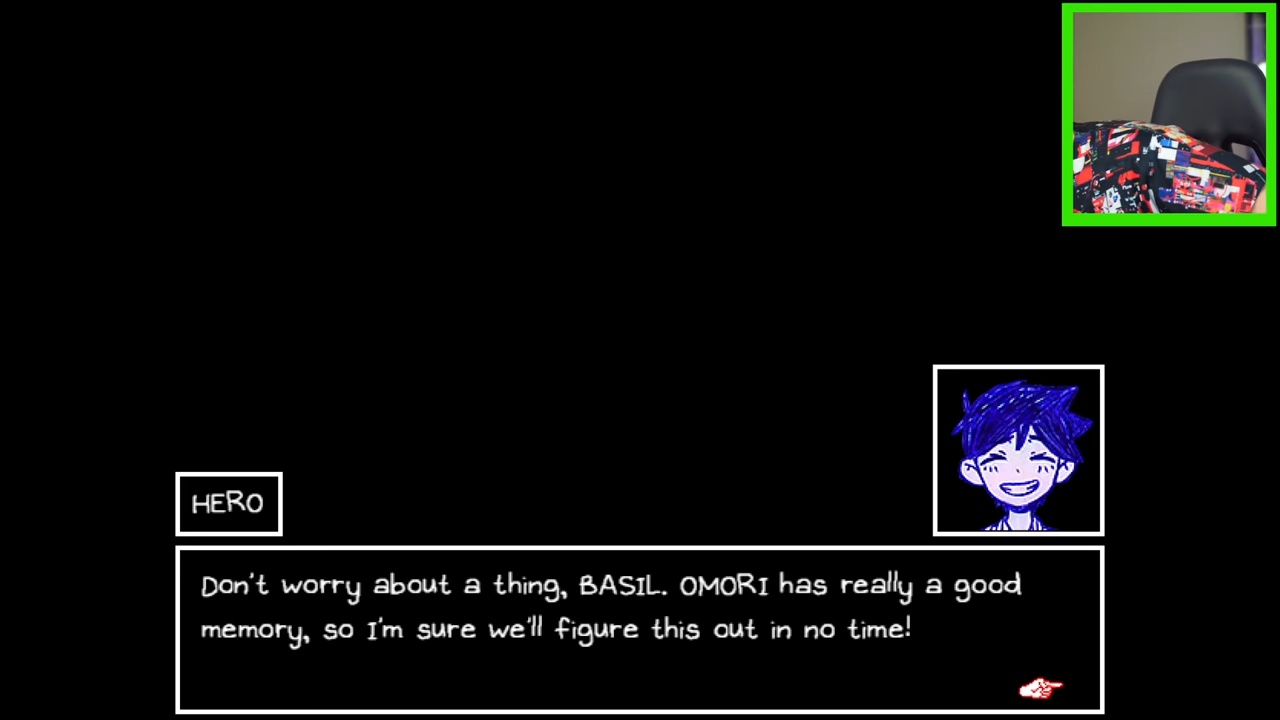 HERO
Don't worry about a thing, BASIL. OMORI has really a good
memory, so I'm sure we'll figure this out in no time!